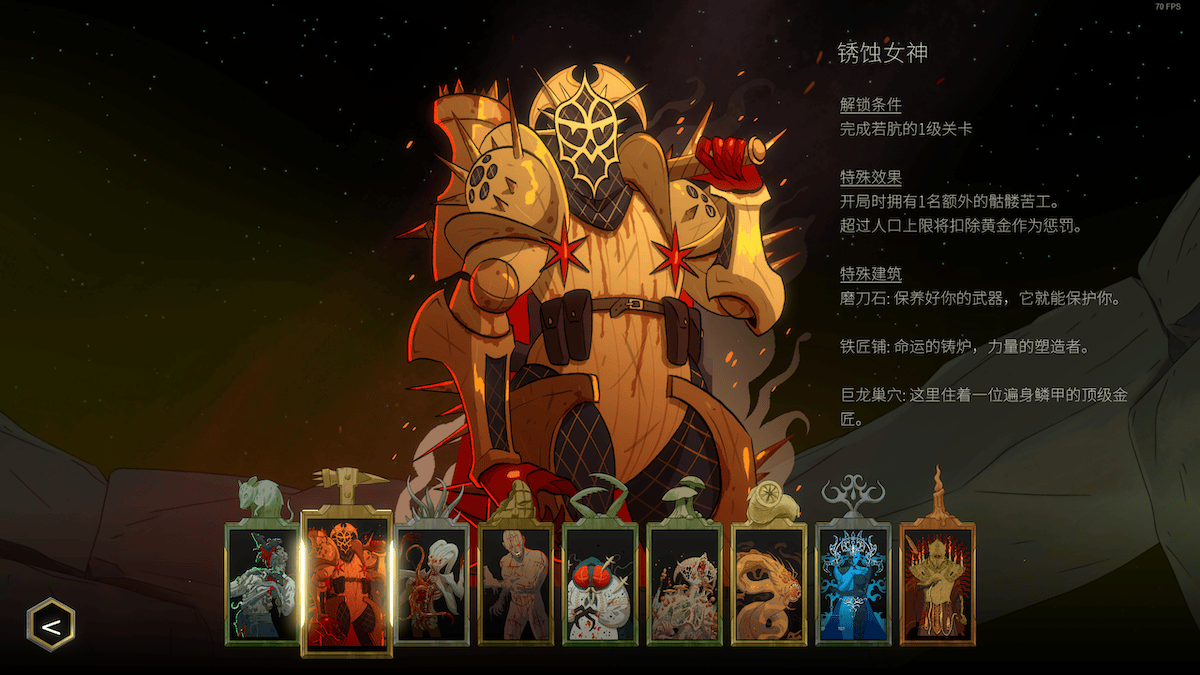 70 FPS
锈蚀女神
解锁条件
完成若肮的1级关卡
特殊效果
开局时拥有1名额外的骷髅苦工。
超过人口上限将扣除黄金作为惩罚。
特殊建筑
磨刀石: 保养好你的武器，它就能保护你。
铁匠铺: 命运的铸炉，力量的塑造者。
巨龙巢穴: 这里住着一位遍身鳞甲的顶级金
匠。
<